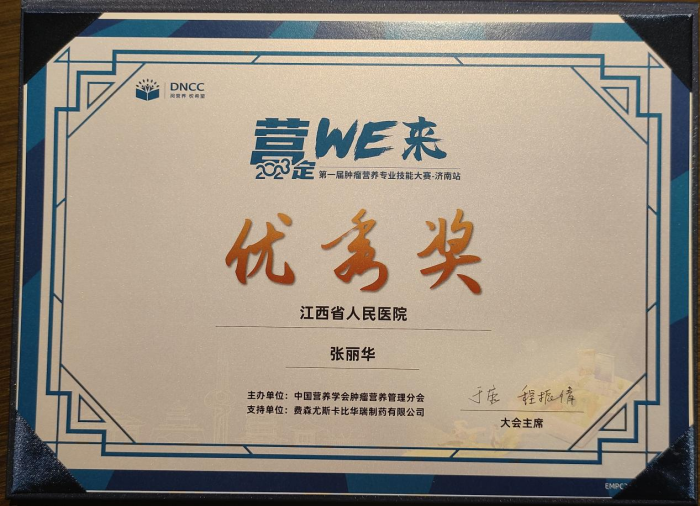 DNCC
营WE来
2023定
第一届肿瘤营养专业技能大赛-济南站
优秀奖
江西省人民医院
张丽华
主办单位：中国营养学会肿瘤营养管理分会
支持单位：费森尤斯卡比华瑞制药有限公司
大会主席